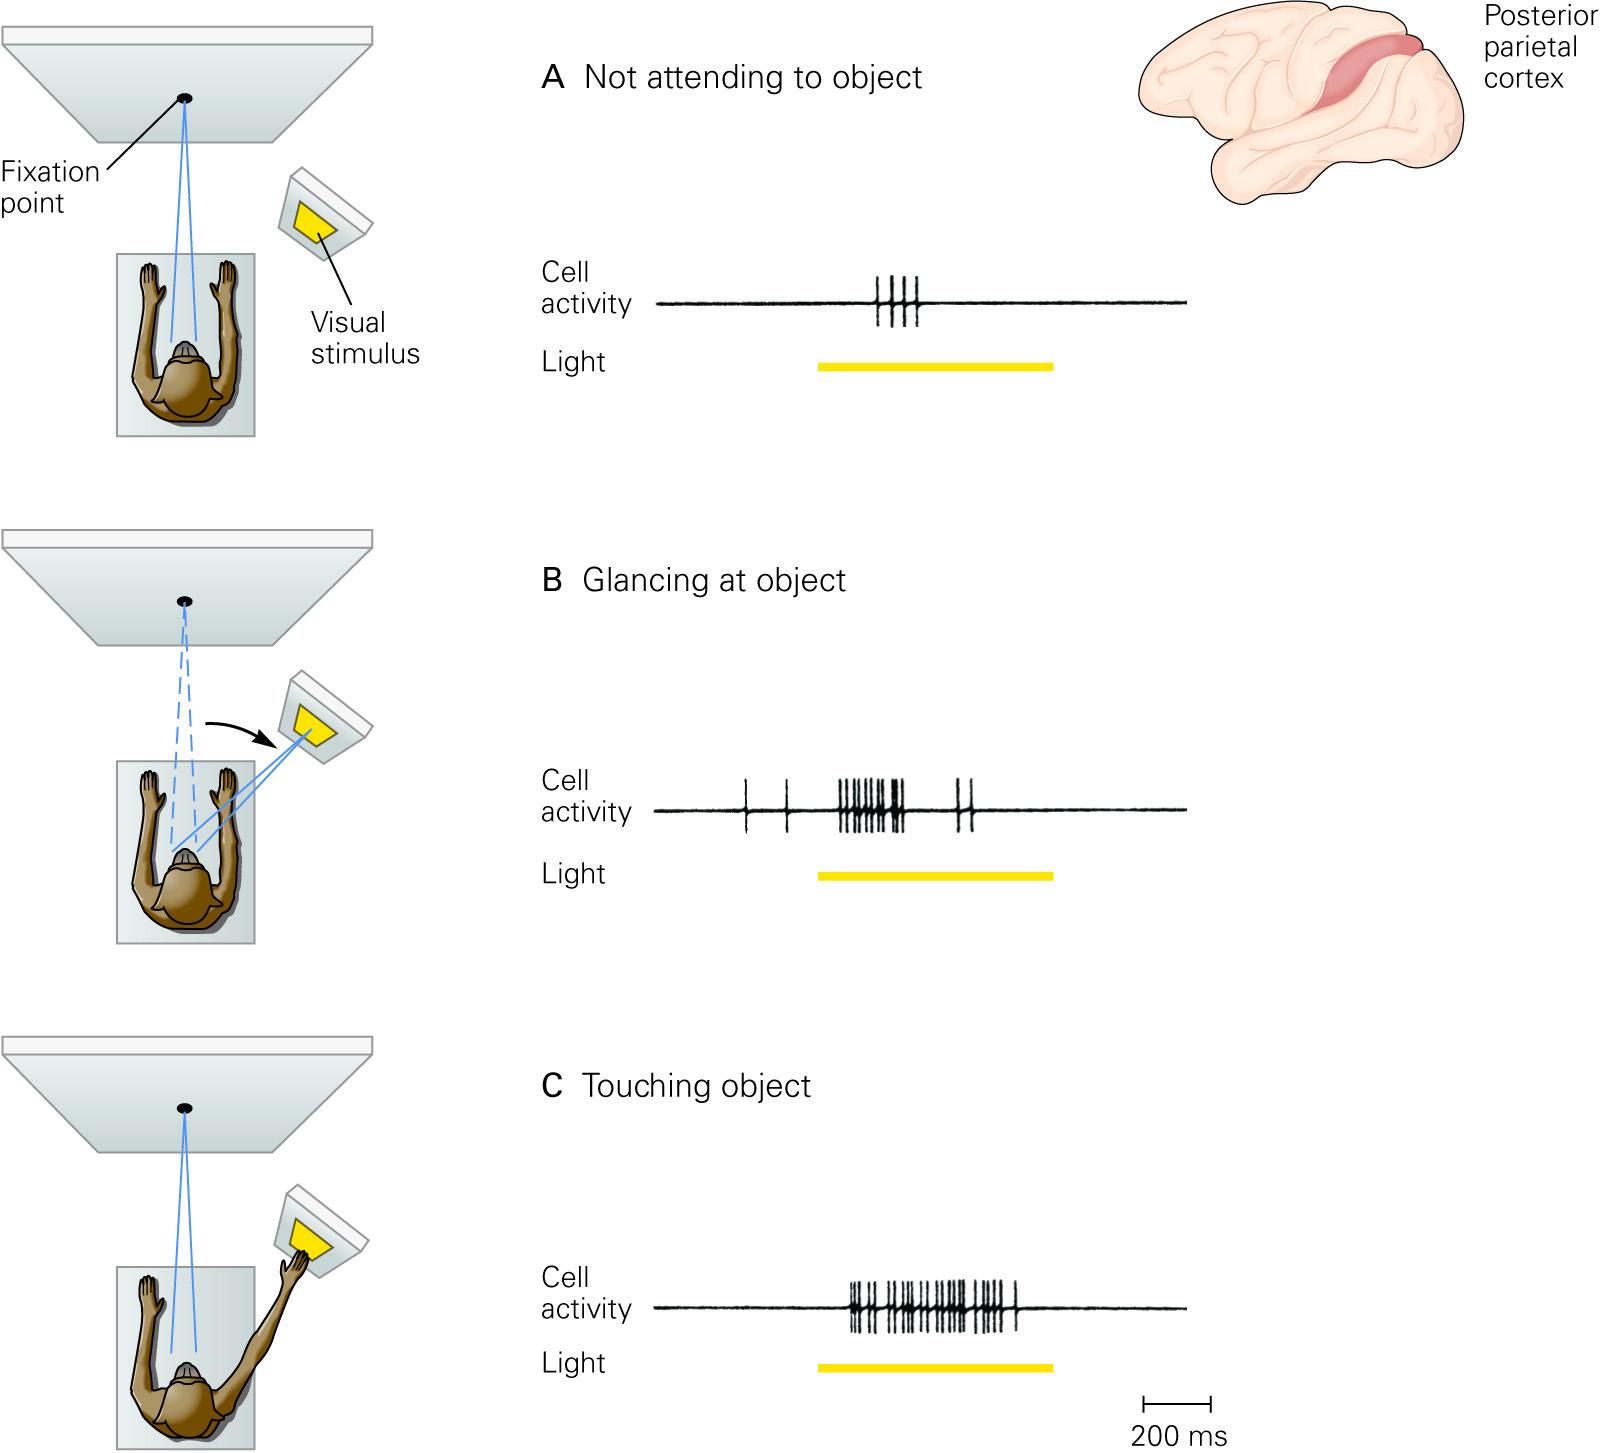 A Not attending to object
Posterior
parietal
cortex
Fixation
point
Visual
stimulus
Cell
activity
Light
B Glancing at object
Cell
activity
Light
C Touching object
Cell
activity
Light
200 ms